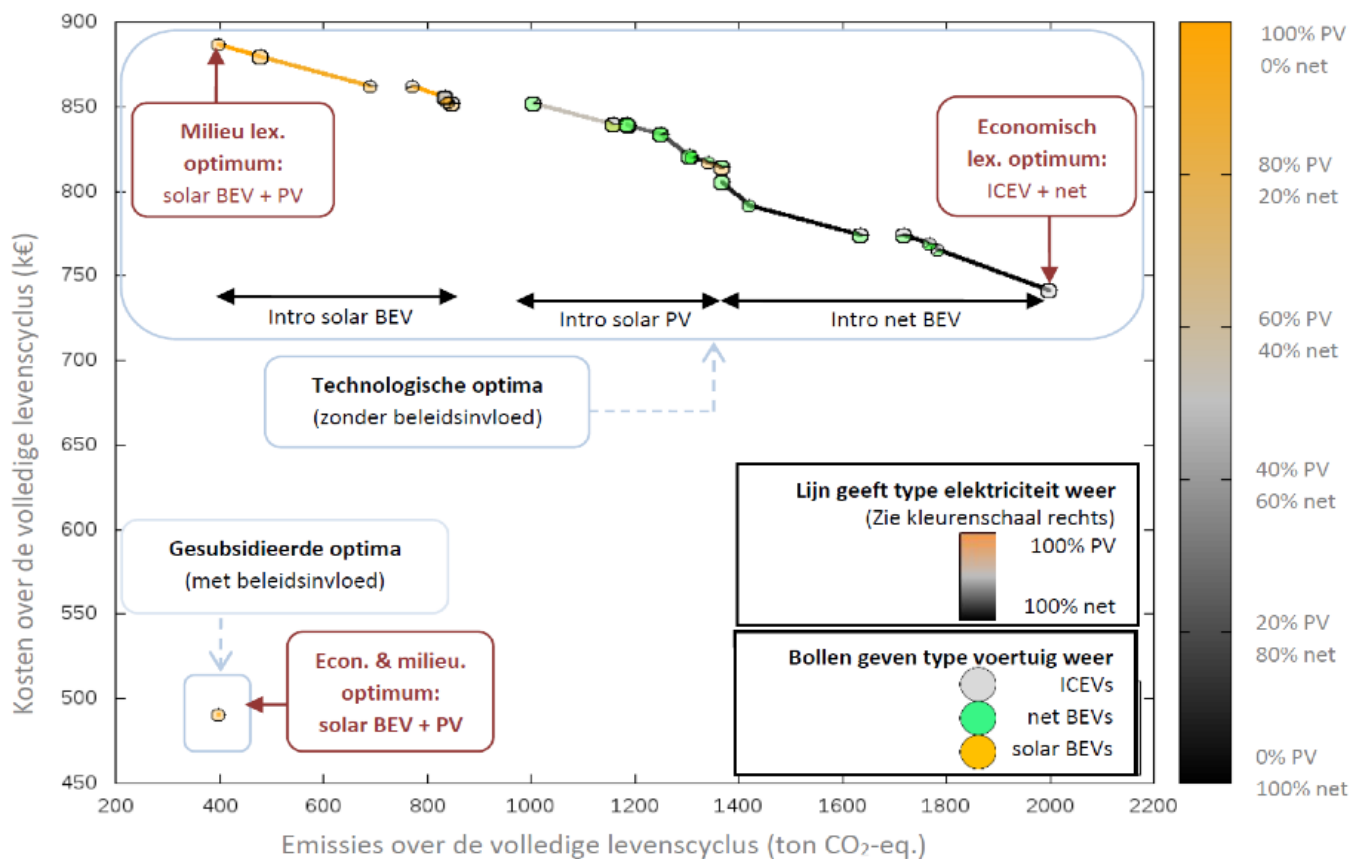 Kosten over de volledige levenscyclus (k€)
900
850
800
750
700
650
600
550
500
450
200
400
600
800
1000
1200
1400
1600
1800
2000
2200
Emissies over de volledige levenscyclus (ton CO₂-eq.)
Milieu lex.
optimum:
solar BEV + PV
Economisch
lex. optimum:
ICEV + net
Intro solar BEV
Intro solar PV
Intro net BEV
Technologische optima
(zonder beleidsinvloed)
Gesubsidieerde optima
(met beleidsinvloed)
Econ. & milieu.
optimum:
solar BEV + PV
Lijn geeft type elektriciteit weer
(Zie kleurenschaal rechts)
100% PV
100% net
Bollen geven type voertuig weer
ICEVs
net BEVs
solar BEVs
100% PV
0% net
80% PV
20% net
60% PV
40% net
40% PV
60% net
20% PV
80% net
0% PV
100% net